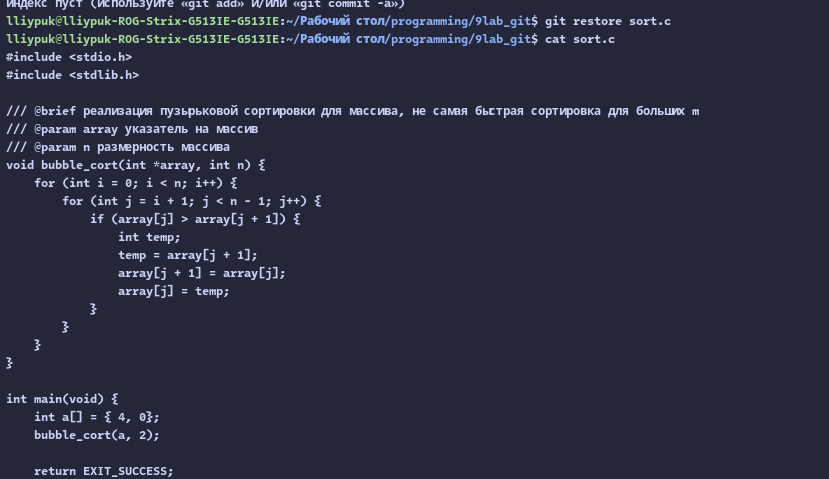 индекс пуст (используйте «git add» и/или «git commit -a»)
lliypuk@lliypuk-ROG-Strix-G513IE-G513IE:~/Рабочий стол/programming/9lab_git$ git restore sort.c
lliypuk@lliypuk-ROG-Strix-G513IE-G513IE:~/Рабочий стол/programming/9lab_git$ cat sort.c
#include <stdio.h>
#include <stdlib.h>

/// @brief реализация пузырьковой сортировки для массива, не самая быстрая сортировка для больших m
/// @param array указатель на массив
/// @param n размерность массива
void bubble_cort(int *array, int n) {
    for (int i = 0; i < n; i++) {
        for (int j = i + 1; j < n - 1; j++) {
            if (array[j] > array[j + 1]) {
                int temp;
                temp = array[j + 1];
                array[j + 1] = array[j];
                array[j] = temp;
            }
        }
    }
}

int main(void) {
    int a[] = { 4, 0};
    bubble_cort(a, 2);

    return EXIT_SUCCESS;